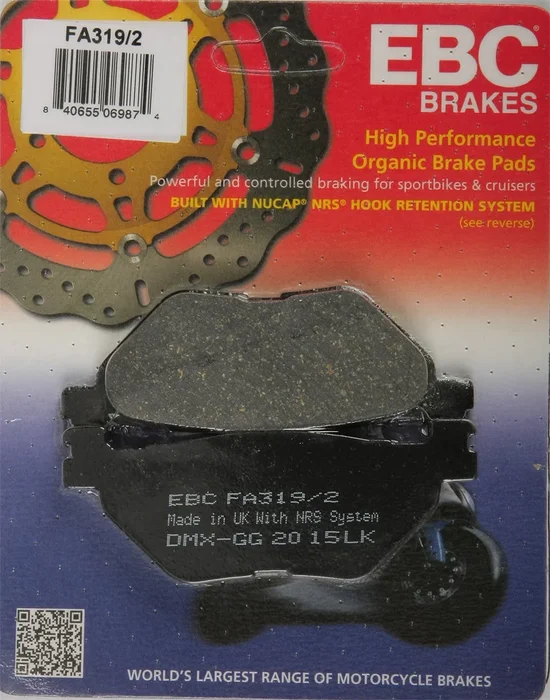 FA319/2
8 40655 06987 4
EBC®
BRAKES
High Performance
Organic Brake Pads
Powerful and controlled braking for sportbikes & cruisers
BUILT WITH NUCAP® NRS® HOOK RETENTION SYSTEM
(see reverse)
EBC FA319/2
Made in UK With NRS System
DMX-GG 20 15LK
WORLD'S LARGEST RANGE OF MOTORCYCLE BRAKES